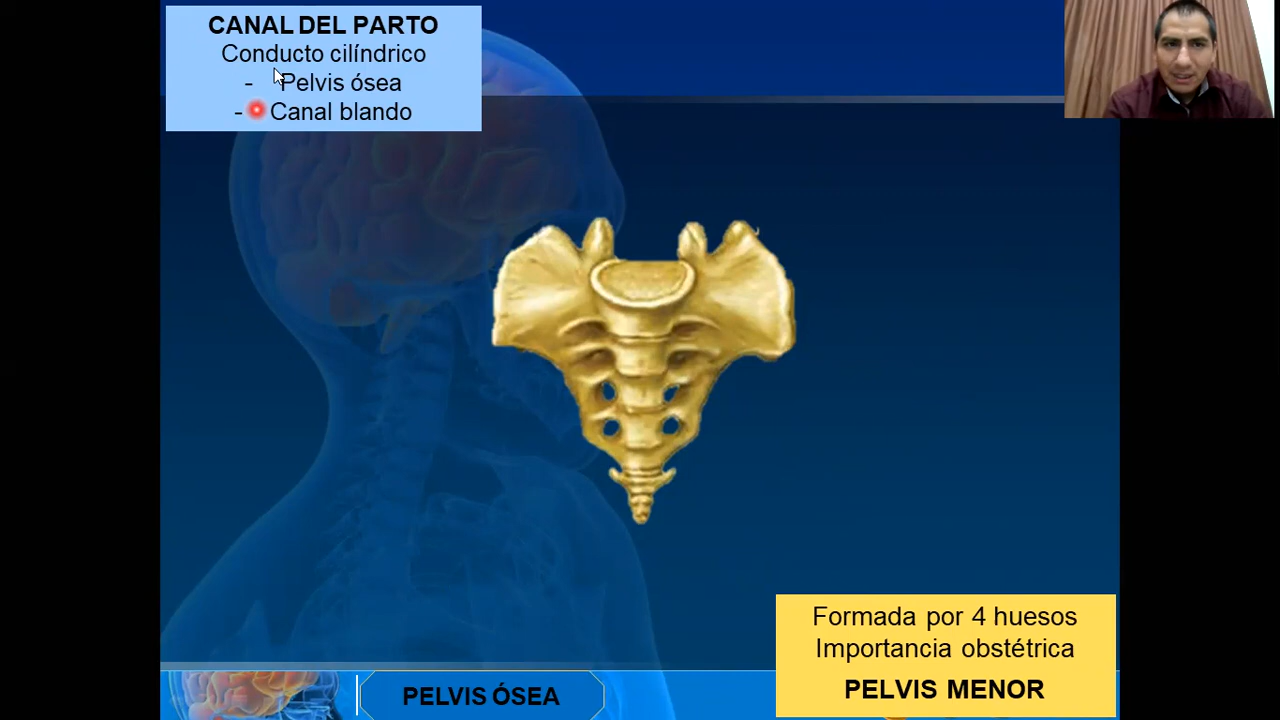 CANAL DEL PARTO
Conducto cilíndrico
- Pelvis ósea
- Canal blando
Formada por 4 huesos
Importancia obstétrica
PELVIS MENOR
PELVIS ÓSEA